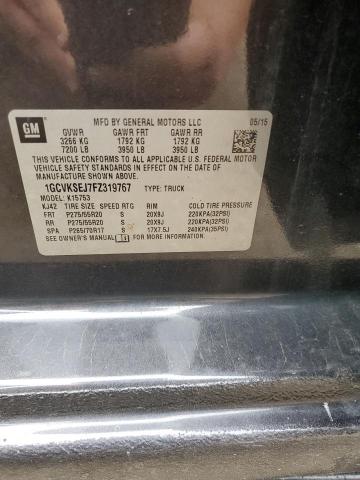 GM
MFD BY GENERAL MOTORS LLC
05/15
GVWR GAWR FRT GAWR RR
3266 KG 1792 KG 1792 KG
7200 LB 3950 LB 3950 LB
THIS VEHICLE CONFORMS TO ALL APPLICABLE U.S. FEDERAL MOTOR
VEHICLE SAFETY STANDARDS IN EFFECT ON THE DATE OF
MANUFACTURE SHOWN ABOVE.
1GCVKSEJ7FZ319767 TYPE: TRUCK
MODEL: K15753
KJ42 TIRE SIZE SPEED RTG RIM COLD TIRE PRESSURE
FRT P275/55R20 S 20X9J 220KPA(32PSI)
RR P275/55R20 S 20X9J 220KPA(32PSI)
SPA P265/70R17 S 17X7.5J 240KPA(35PSI)
SEE OWNER'S MANUAL FOR ADDITIONAL INFORMATION.